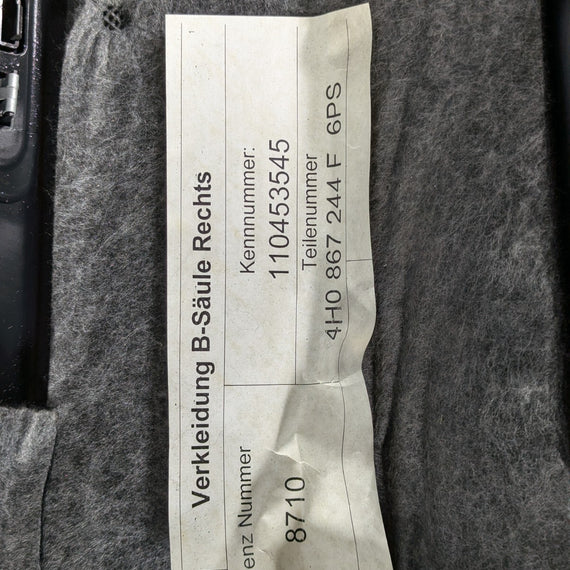 Verkleidung B-Säule Rechts
enz Nummer
8710
Kennnummer:
110453545
Teilenummer
4H0 867 244 F 6PS